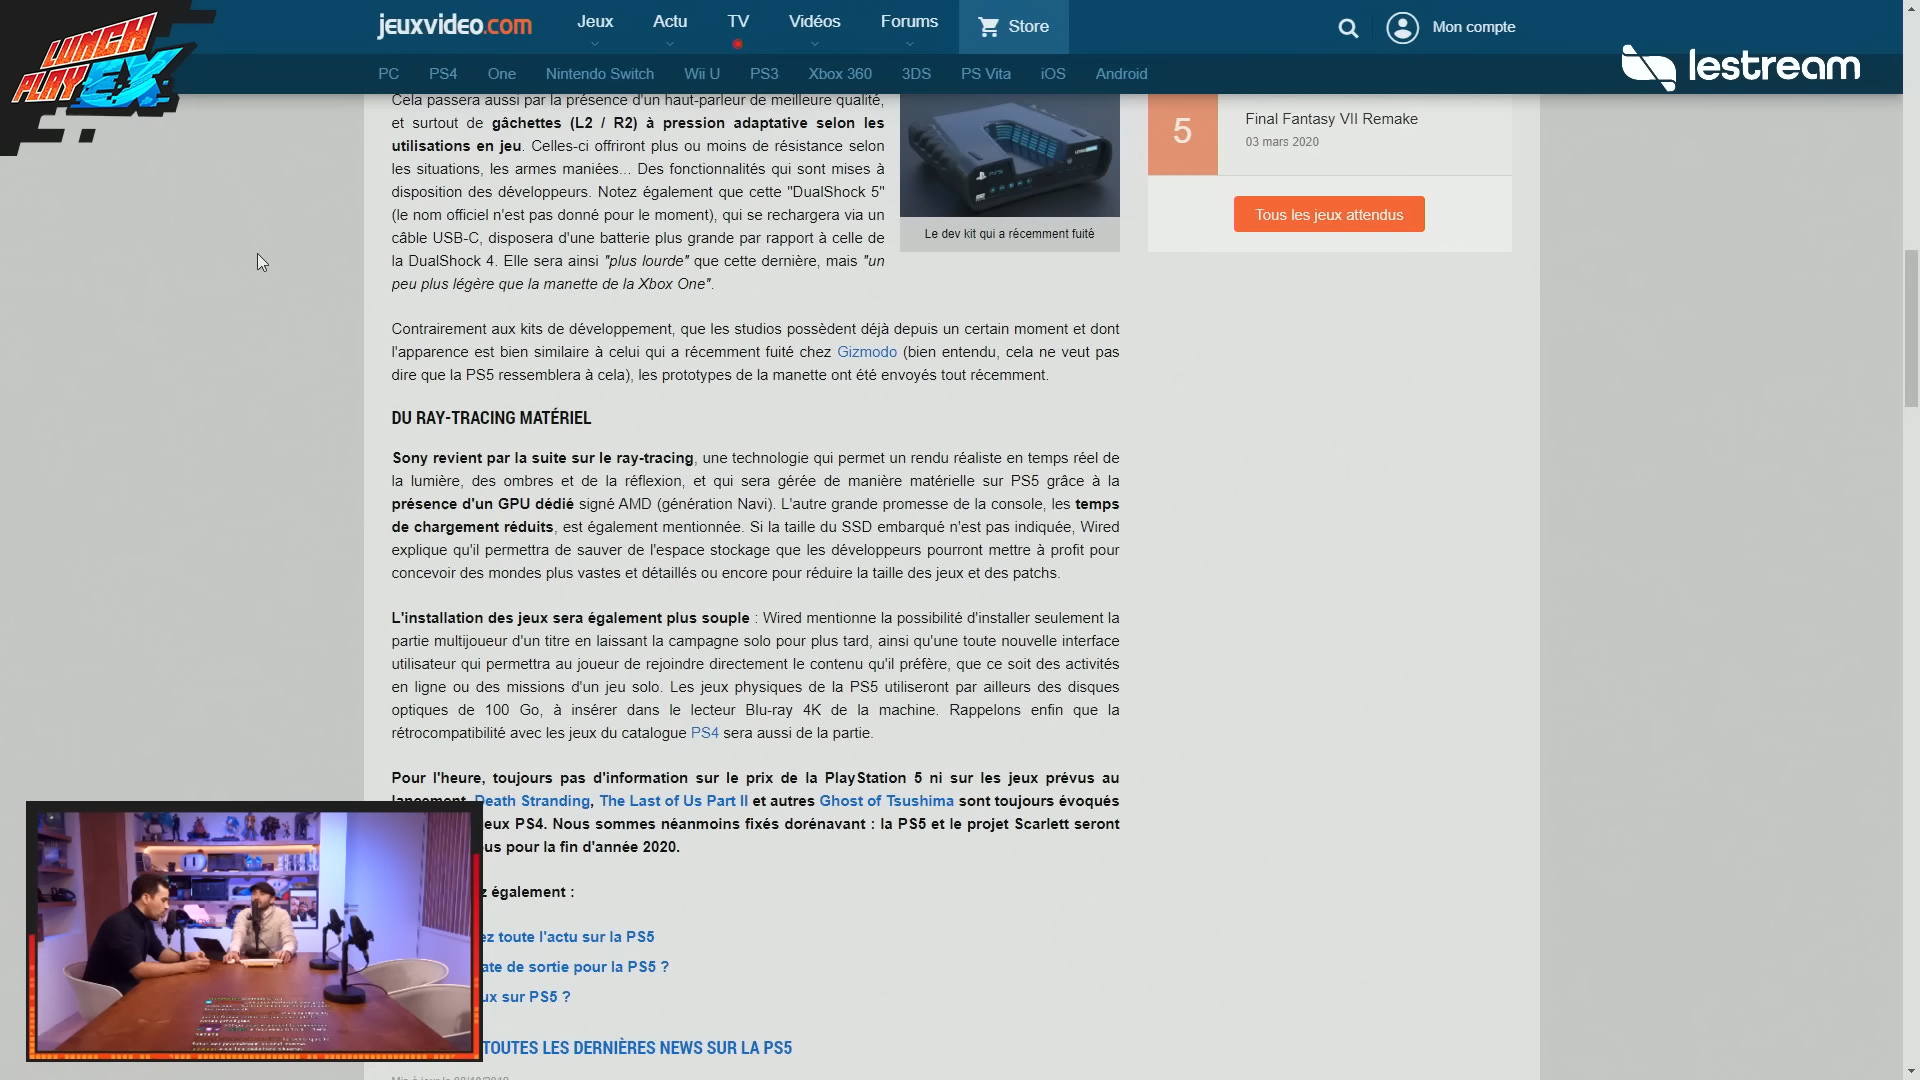 LUNCH
PLAY EX
jeuxvideo.com
Jeux
Actu
TV
Vidéos
Forums
Store
Mon compte
lestream
PC
PS4
One
Nintendo Switch
Wii U
PS3
Xbox 360
3DS
PS Vita
iOS
Android
Cela passera aussi par la présence d'un haut-parleur de meilleure qualité,
et surtout de gâchettes (L2 / R2) à pression adaptative selon les
utilisations en jeu. Celles-ci offriront plus ou moins de résistance selon
les situations, les armes maniées... Des fonctionnalités qui sont mises à
disposition des développeurs. Notez également que cette "DualShock 5"
(le nom officiel n'est pas donné pour le moment), qui se rechargera via un
câble USB-C, disposera d'une batterie plus grande par rapport à celle de
la DualShock 4. Elle sera ainsi "plus lourde" que cette dernière, mais "un
peu plus légère que la manette de la Xbox One".
Le dev kit qui a récemment fuité
5
Final Fantasy VII Remake
03 mars 2020
Tous les jeux attendus
Contrairement aux kits de développement, que les studios possèdent déjà depuis un certain moment et dont
l'apparence est bien similaire à celui qui a récemment fuité chez Gizmodo (bien entendu, cela ne veut pas
dire que la PS5 ressemblera à cela), les prototypes de la manette ont été envoyés tout récemment.
DU RAY-TRACING MATÉRIEL
Sony revient par la suite sur le ray-tracing, une technologie qui permet un rendu réaliste en temps réel de
la lumière, des ombres et de la réflexion, et qui sera gérée de manière matérielle sur PS5 grâce à la
présence d'un GPU dédié signé AMD (génération Navi). L'autre grande promesse de la console, les temps
de chargement réduits, est également mentionnée. Si la taille du SSD embarqué n'est pas indiquée, Wired
explique qu'il permettra de sauver de l'espace stockage que les développeurs pourront mettre à profit pour
concevoir des mondes plus vastes et détaillés ou encore pour réduire la taille des jeux et des patchs.
L'installation des jeux sera également plus souple : Wired mentionne la possibilité d'installer seulement la
partie multijoueur d'un titre en laissant la campagne solo pour plus tard, ainsi qu'une toute nouvelle interface
utilisateur qui permettra au joueur de rejoindre directement le contenu qu'il préfère, que ce soit des activités
en ligne ou des missions d'un jeu solo. Les jeux physiques de la PS5 utiliseront par ailleurs des disques
optiques de 100 Go, à insérer dans le lecteur Blu-ray 4K de la machine. Rappelons enfin que la
rétrocompatibilité avec les jeux du catalogue PS4 sera aussi de la partie.
Pour l'heure, toujours pas d'information sur le prix de la PlayStation 5 ni sur les jeux prévus au
lancement. Death Stranding, The Last of Us Part II et autres Ghost of Tsushima sont toujours évoqués
eux PS4. Nous sommes néanmoins fixés dorénavant : la PS5 et le projet Scarlett seront
us pour la fin d'année 2020.
z également :
ez toute l'actu sur la PS5
ate de sortie pour la PS5 ?
ux sur PS5 ?
TOUTES LES DERNIÈRES NEWS SUR LA PS5